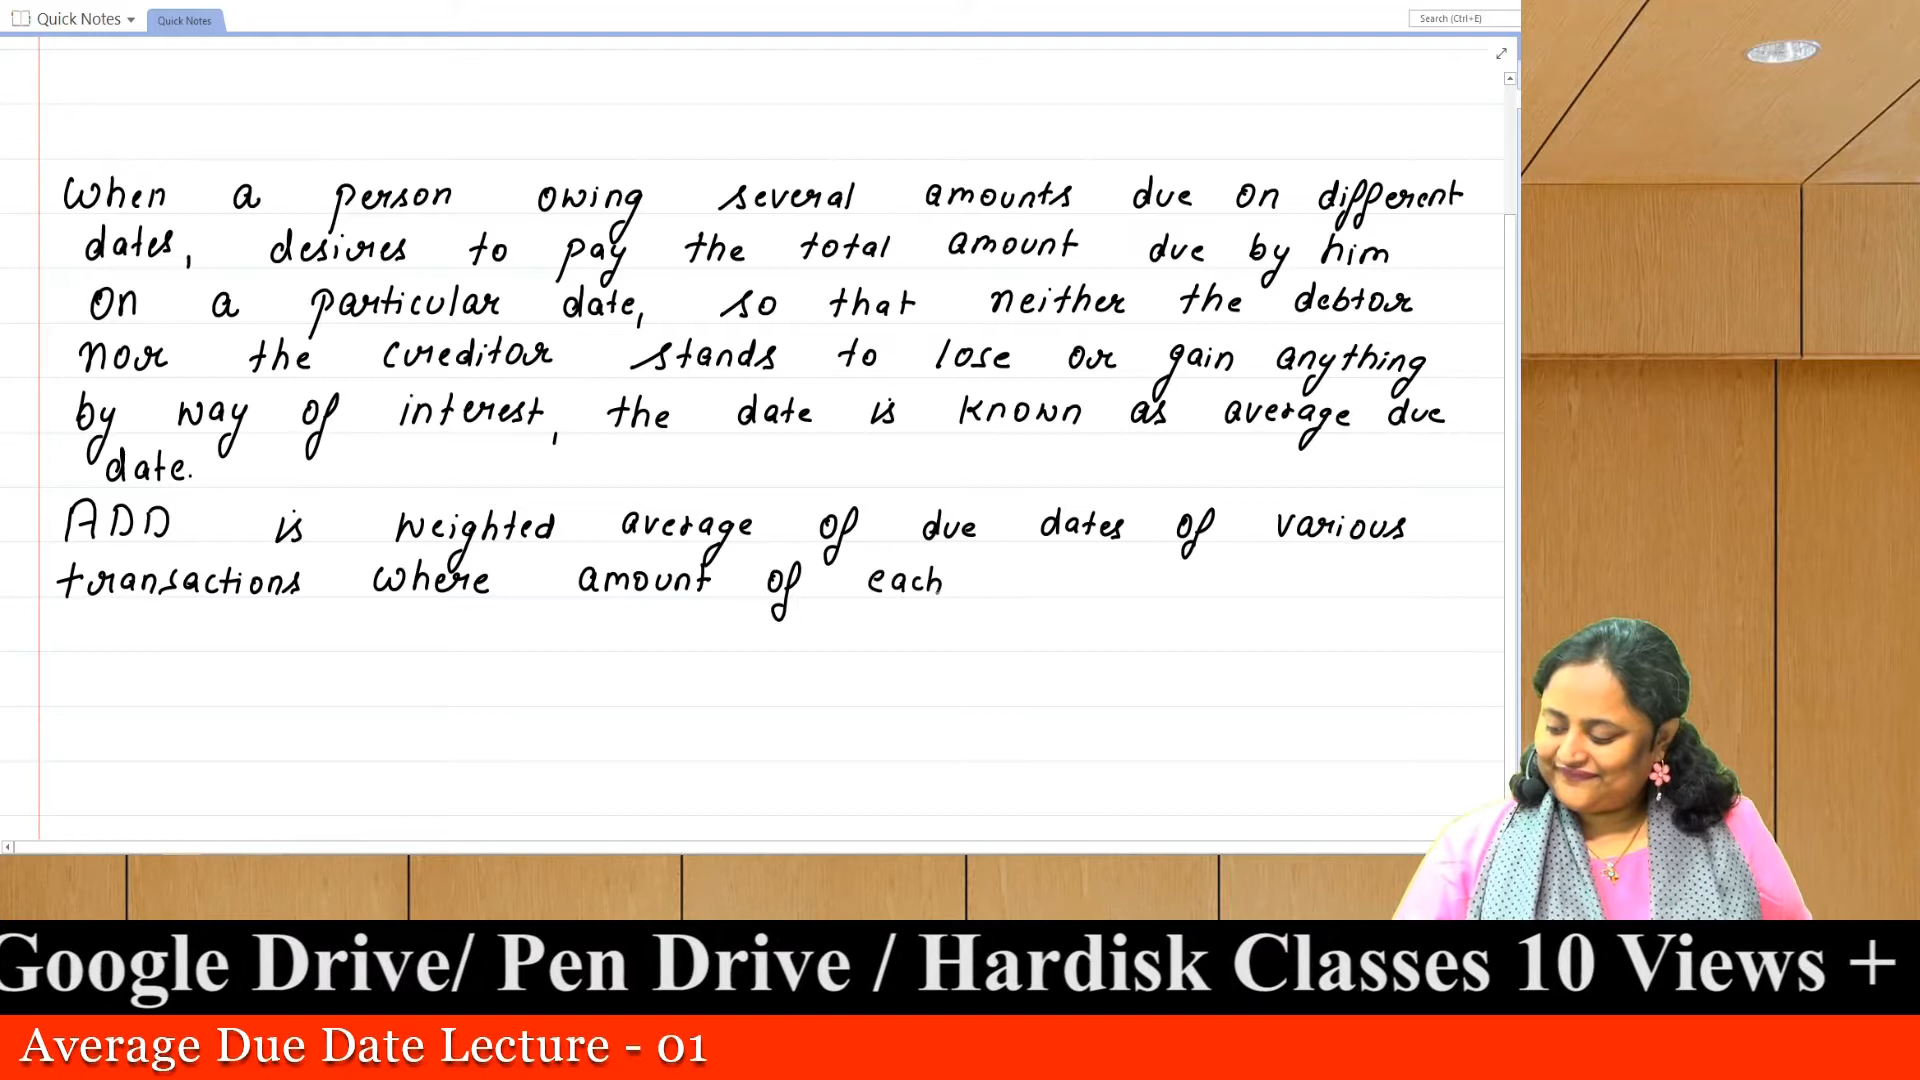 Quick Notes
Quick Notes
Search (Ctrl+E)
When a person owing several amounts due on different
dates, desires to pay the total amount due by him
on a particular date, so that neither the debtor
nor the creditor stands to lose or gain anything
by way of interest, the date is known as average due
date.
ADD is weighted average of due dates of various
transactions where amount of each
Google Drive/ Pen Drive / Hardisk Classes 10 Views +
Average Due Date Lecture - 01